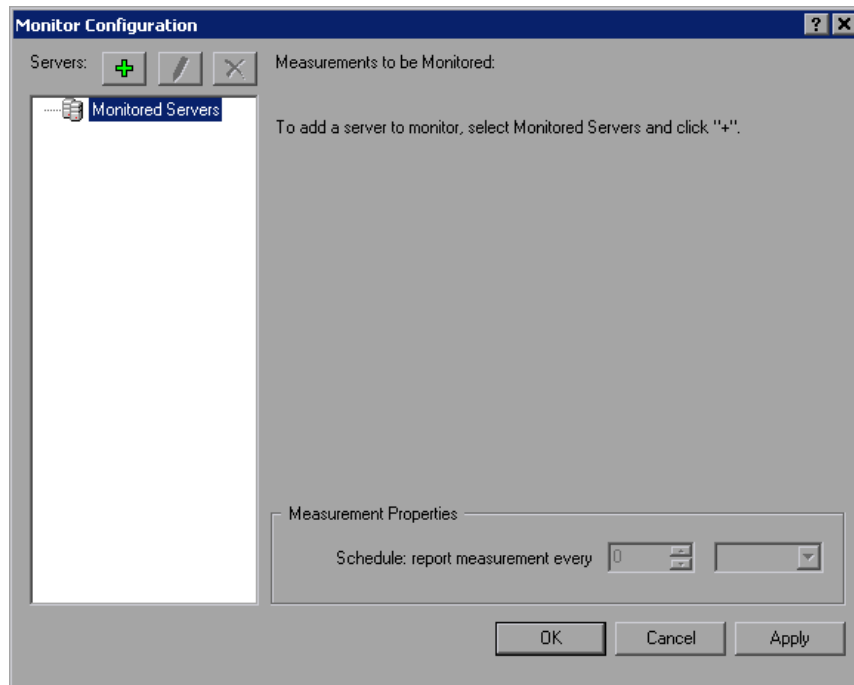 Monitor Configuration
Servers:
Measurements to be Monitored:
Monitored Servers
To add a server to monitor, select Monitored Servers and click "+".
Measurement Properties
Schedule: report measurement every 0
OK Cancel Apply